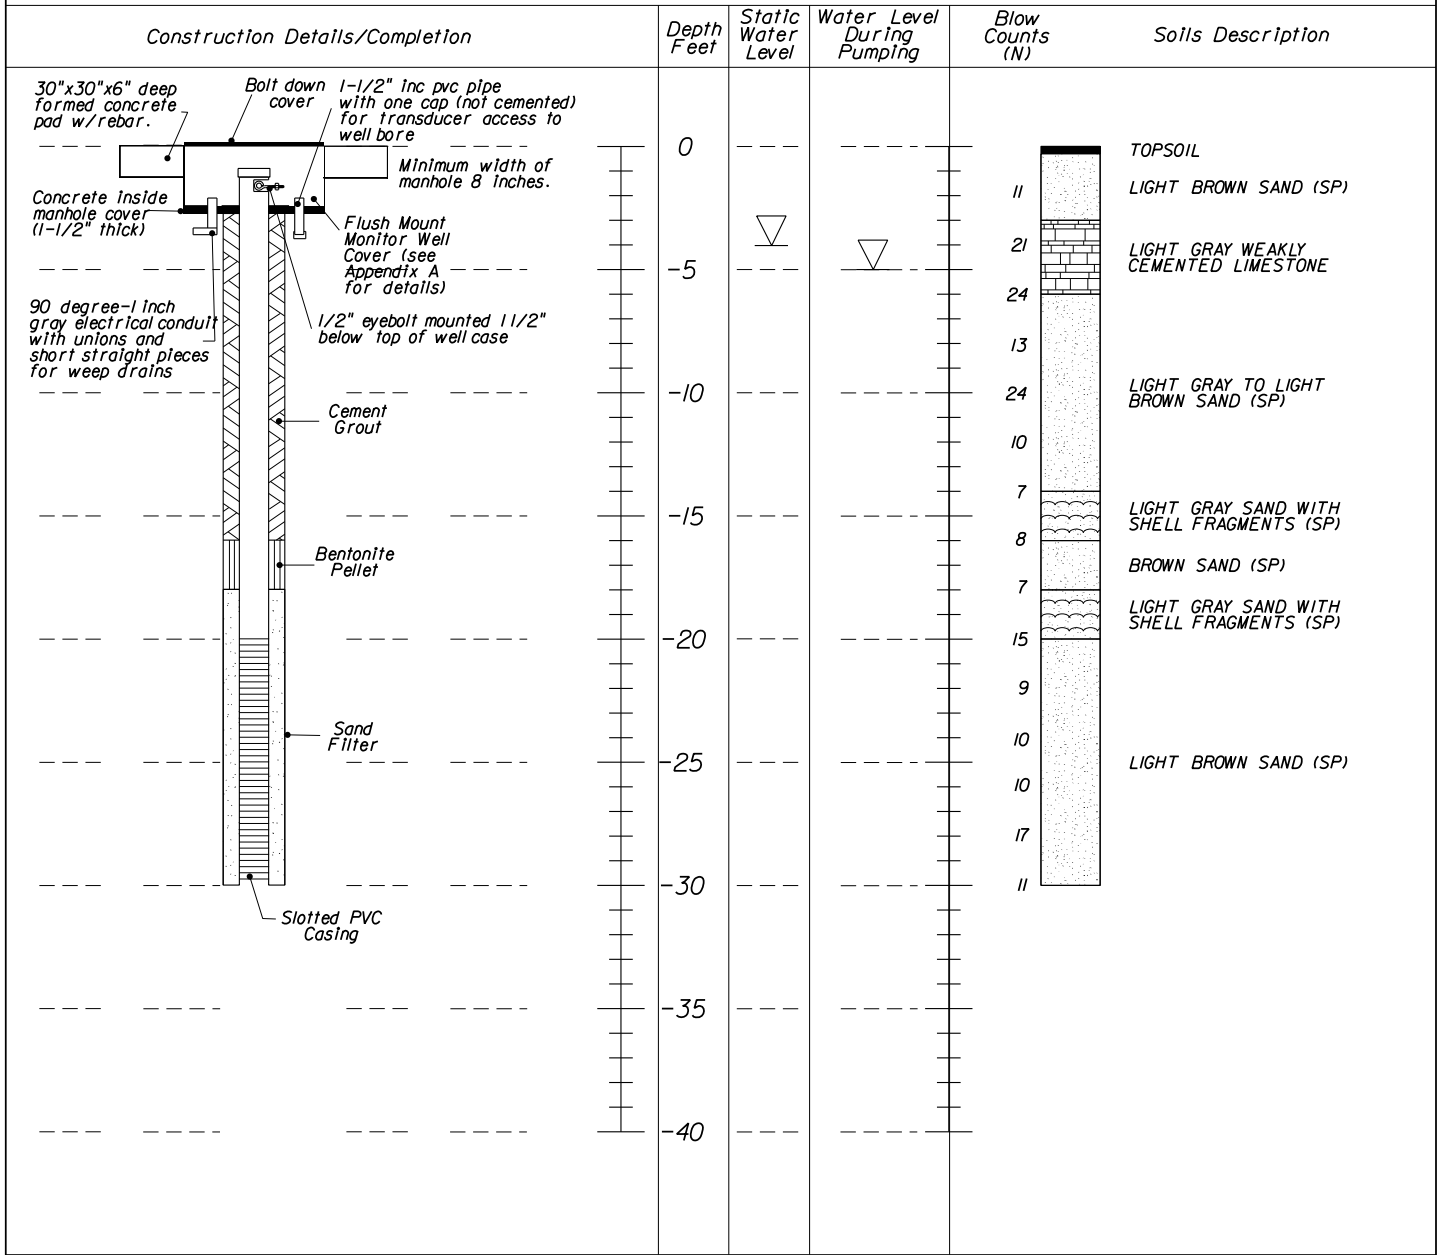 Construction Details/Completion
Depth
Feet
Static
Water
Level
Water Level
During
Pumping
Blow
Counts
(N)
Soils Description
30"x30"x6" deep
formed concrete
pad w/rebar.
Bolt down
cover
1-1/2" inc pvc pipe
with one cap (not cemented)
for transducer access to
well bore
Minimum width of
manhole 8 inches.
Concrete inside
manhole cover
(1-1/2" thick)
Flush Mount
Monitor Well
Cover (see
Appendix A
for details)
90 degree-1 inch
gray electrical conduit
with unions and
short straight pieces
for weep drains
1/2" eyebolt mounted 1 1/2"
below top of well case
Cement
Grout
Bentonite
Pellet
Sand
Filter
Slotted PVC
Casing
0
-5
-10
-15
-20
-25
-30
-35
-40
11
21
24
13
24
10
7
8
7
15
9
10
10
17
11
TOPSOIL
LIGHT BROWN SAND (SP)
LIGHT GRAY WEAKLY
CEMENTED LIMESTONE
LIGHT GRAY TO LIGHT
BROWN SAND (SP)
LIGHT GRAY SAND WITH
SHELL FRAGMENTS (SP)
BROWN SAND (SP)
LIGHT GRAY SAND WITH
SHELL FRAGMENTS (SP)
LIGHT BROWN SAND (SP)